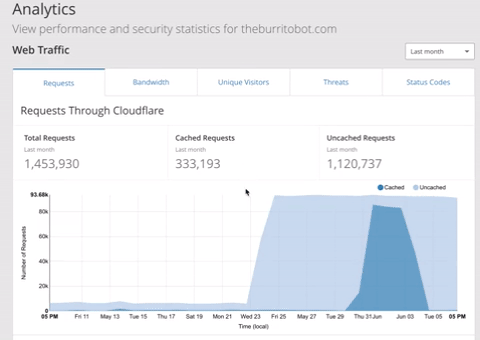 Analytics
View performance and security statistics for theburritobot.com
Web Traffic
Last month
Requests Bandwidth Unique Visitors Threats Status Codes
Requests Through Cloudflare
Total Requests Cached Requests Uncached Requests
Last month Last month Last month
1,453,930 333,193 1,120,737
Cached Uncached
93.68k
80k
60k
40k
20k
0
Number of Requests
05 PM Fri 11 May 13 Tue 15 Thu 17 Sat 19 Mon 21 Wed 23 Fri 25 May 27 Tue 29 Thu 31 Jun Jun 03 Tue 05 05 PM
Time (local)